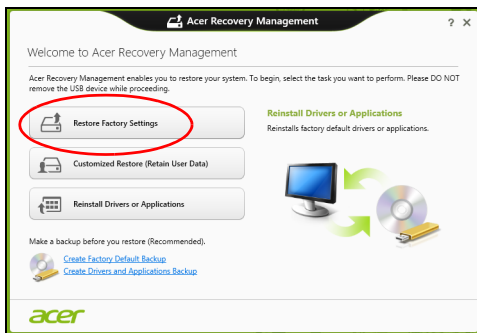 Acer Recovery Management
? X
Welcome to Acer Recovery Management
Acer Recovery Management enables you to restore your system. To begin, select the task you want to perform. Please DO NOT
remove the USB device while proceeding.
Restore Factory Settings
Customized Restore (Retain User Data)
Reinstall Drivers or Applications
Reinstall Drivers or Applications
Reinstalls factory default drivers or applications.
Make a backup before you restore (Recommended).
Create Factory Default Backup
Create Drivers and Applications Backup
acer